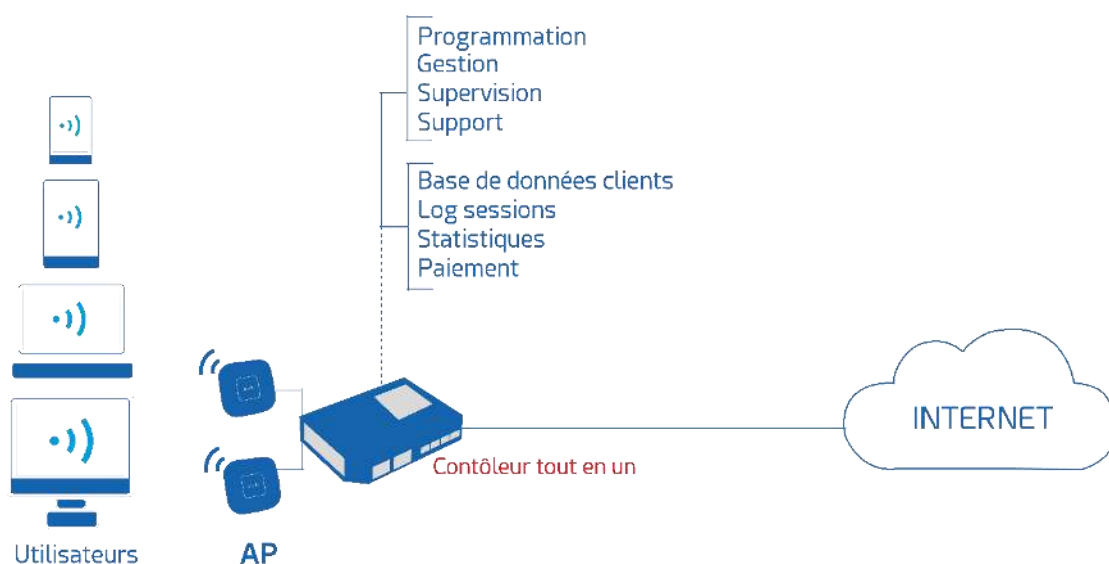 Programmation
Gestion
Supervision
Support
Base de données clients
Log sessions
Statistiques
Paiement
INTERNET
Contôleur tout en un
Utilisateurs
AP